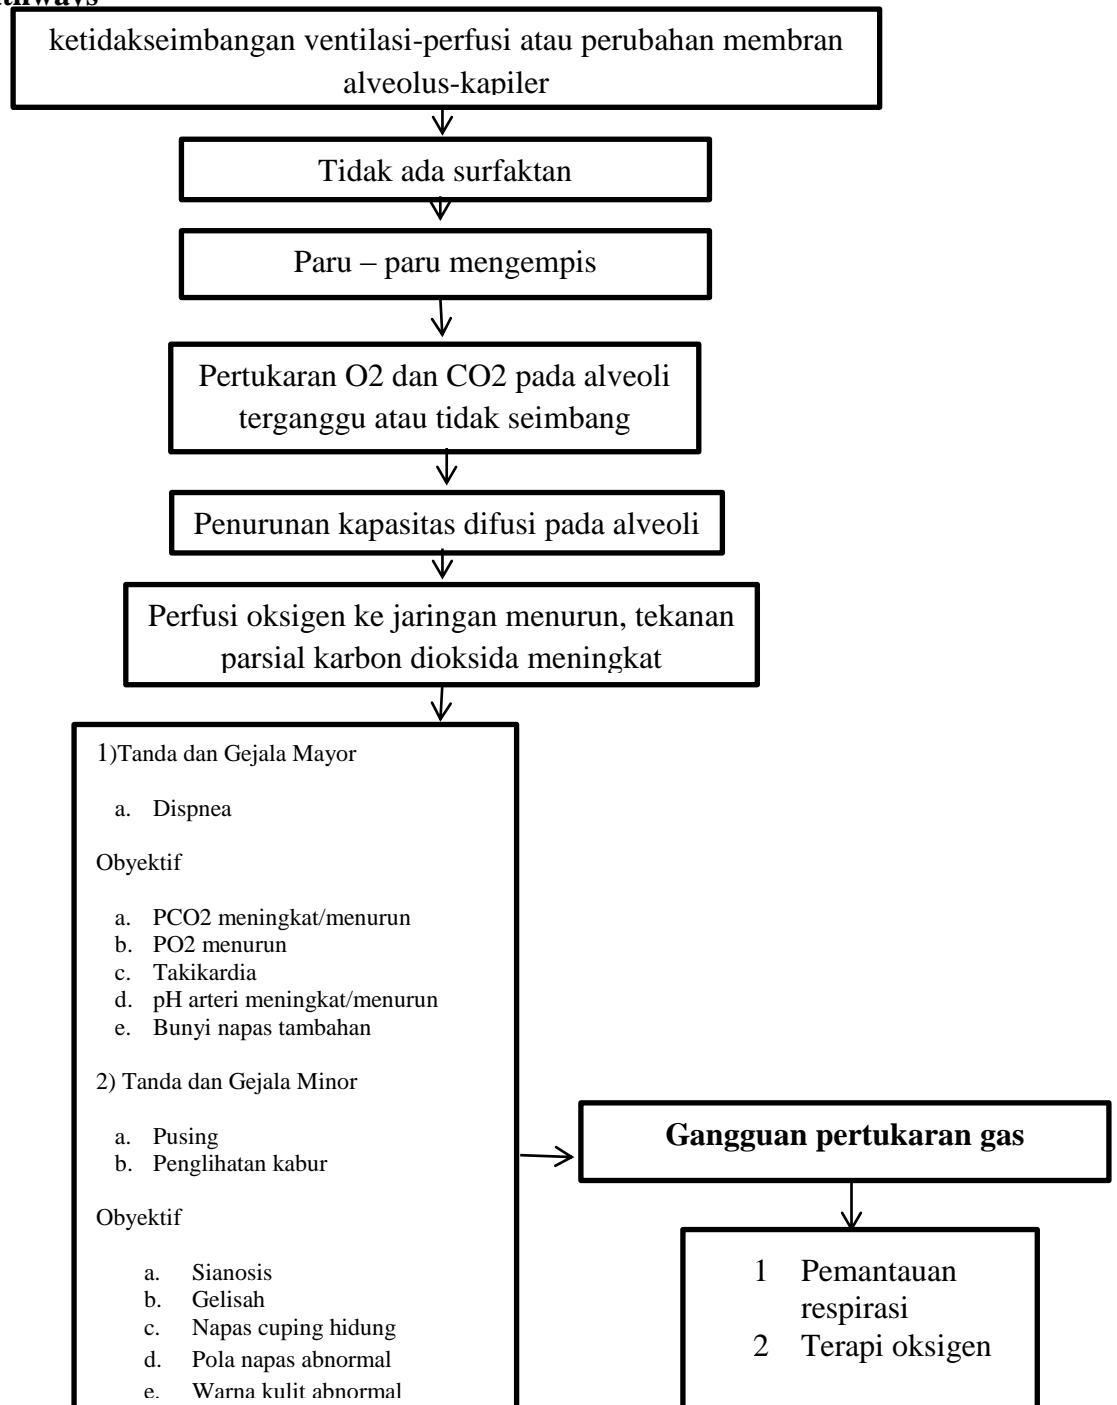 ketidakseimbangan ventilasi-perfusi atau perubahan membran
alveolus-kapiler
Tidak ada surfaktan
Paru – paru mengempis
Pertukaran O2 dan CO2 pada alveoli
terganggu atau tidak seimbang
Penurunan kapasitas difusi pada alveoli
Perfusi oksigen ke jaringan menurun, tekanan
parsial karbon dioksida meningkat
1)Tanda dan Gejala Mayor
a. Dispnea
Obyektif
a. PCO2 meningkat/menurun
b. PO2 menurun
c. Takikardia
d. pH arteri meningkat/menurun
e. Bunyi napas tambahan
2) Tanda dan Gejala Minor
a. Pusing
b. Penglihatan kabur
Obyektif
a. Sianosis
b. Gelisah
c. Napas cuping hidung
d. Pola napas abnormal
e. Warna kulit abnormal
Gangguan pertukaran gas
1 Pemantauan
respirasi
2 Terapi oksigen